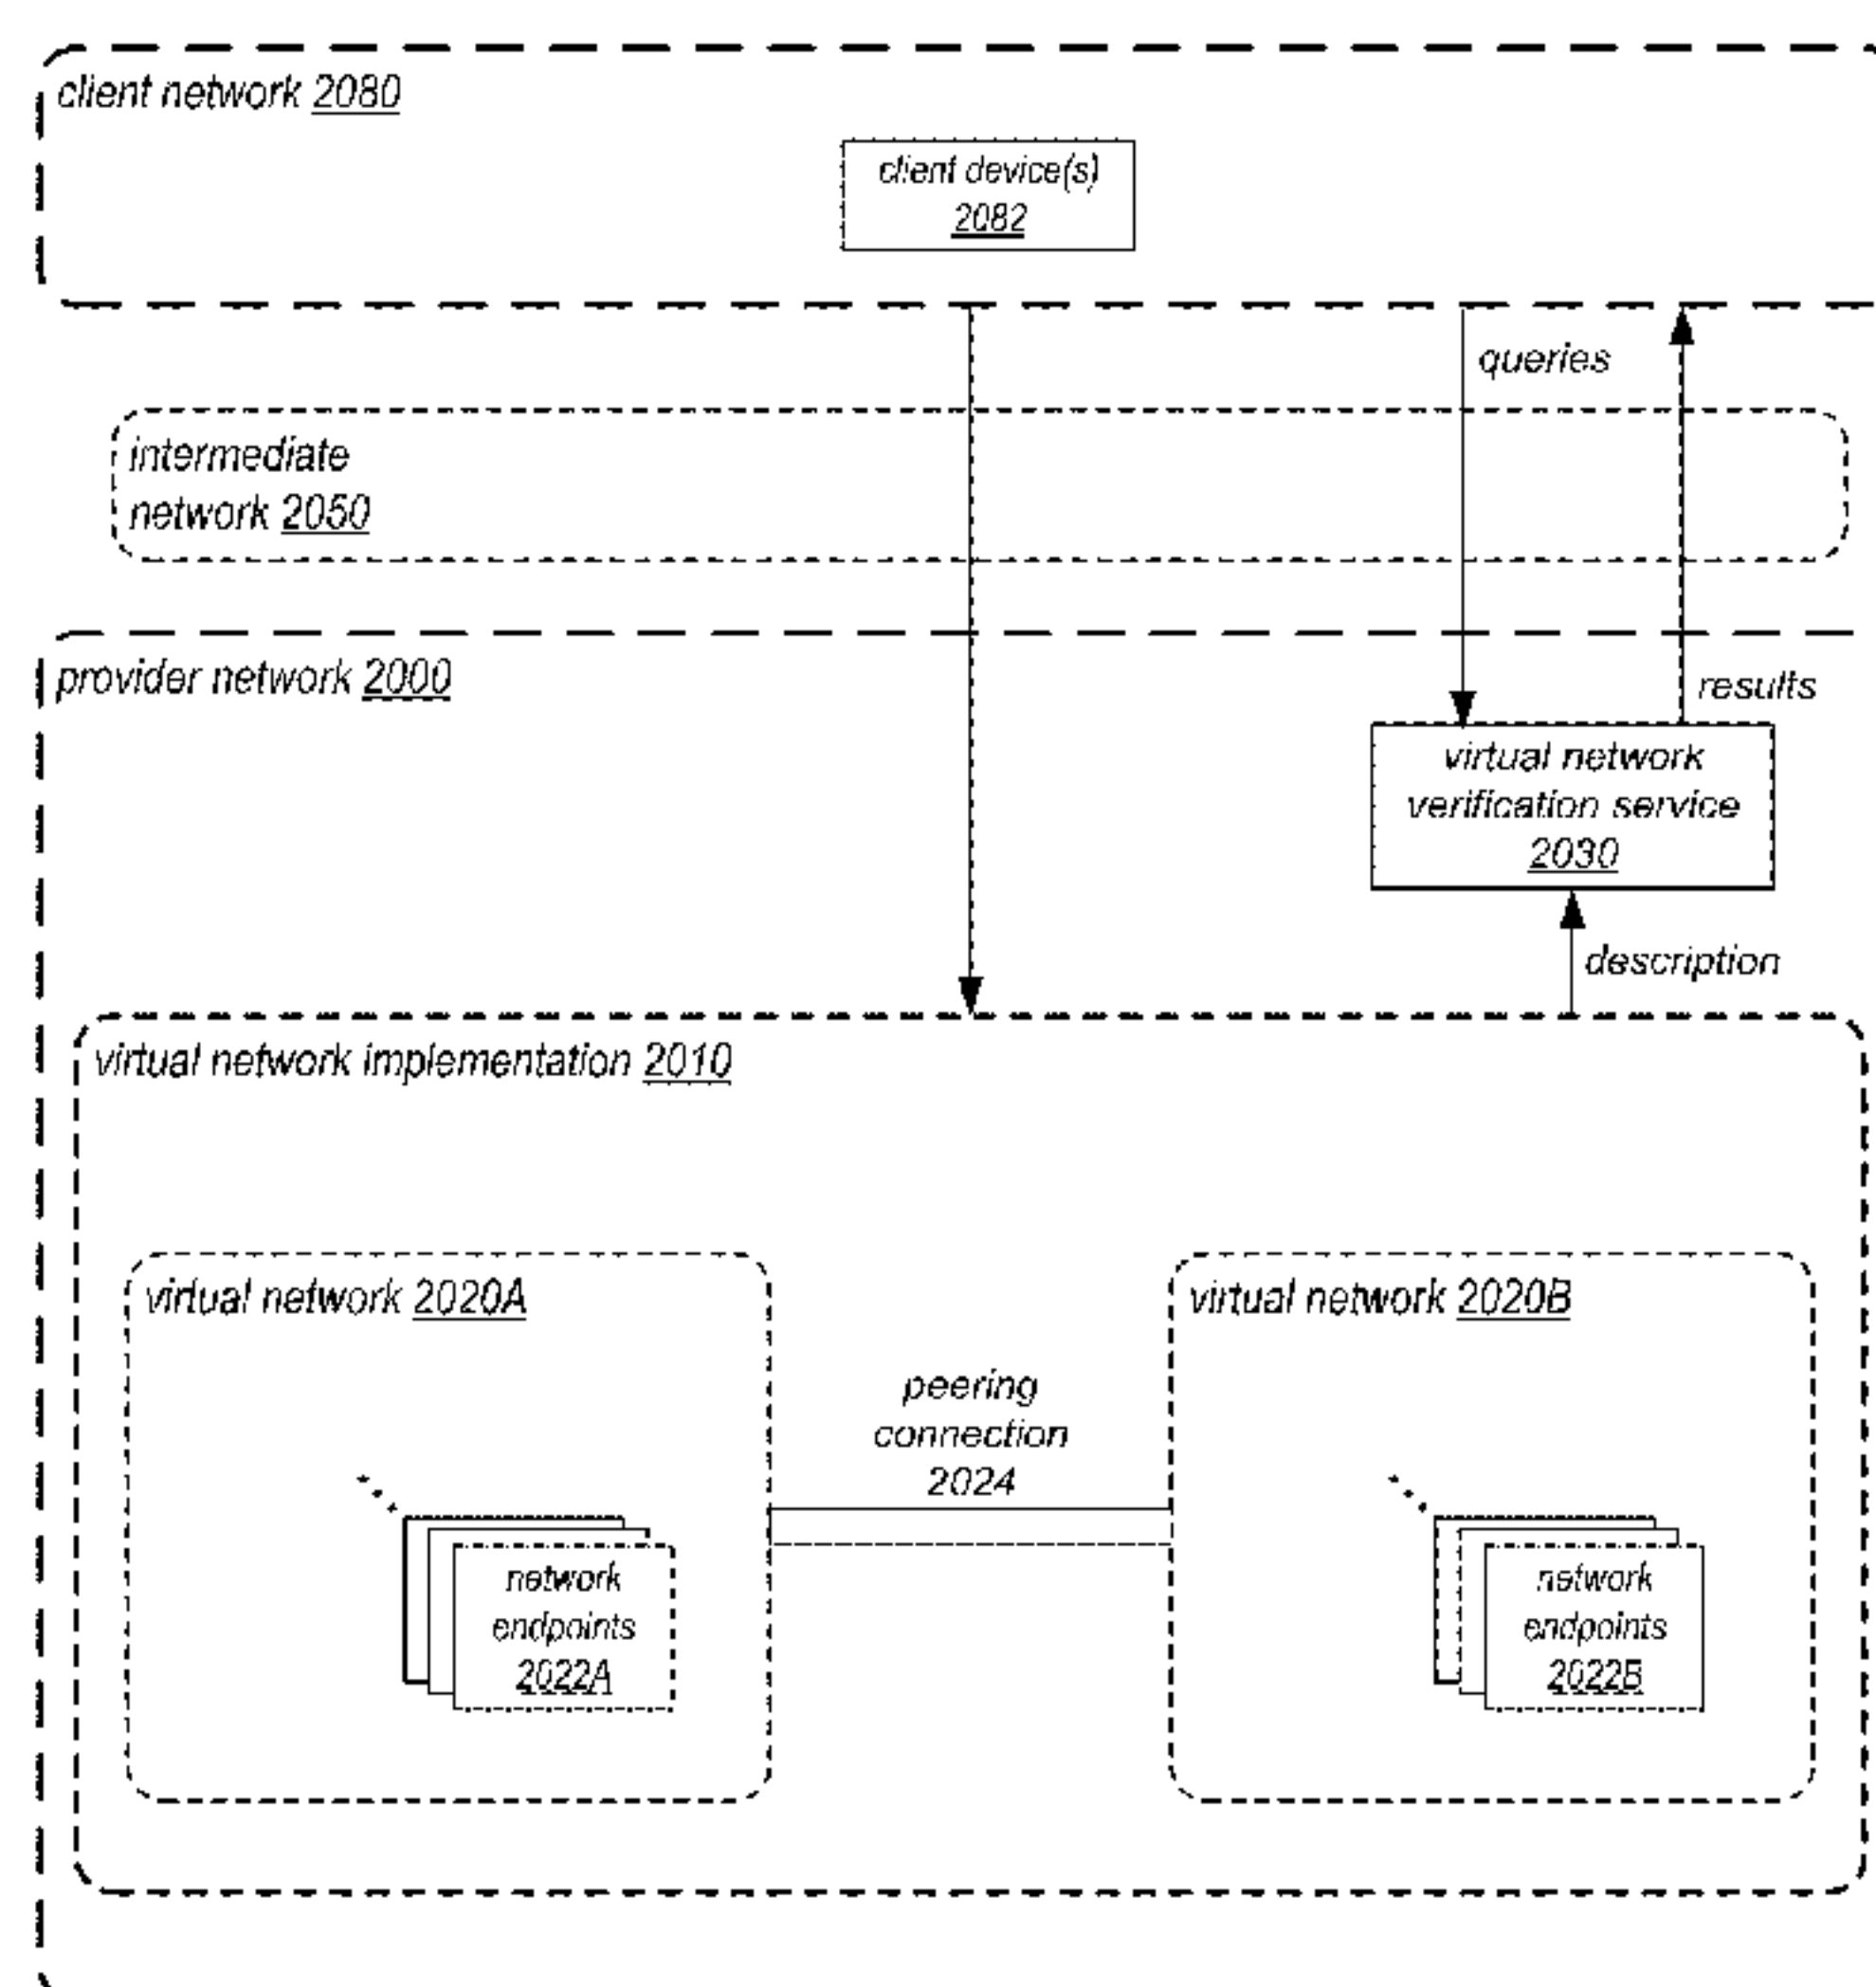 client network 2080
client device(s)
2082
queries
intermediate
network 2050
provider network 2000
results
virtual network
verification service
2030
description
virtual network implementation 2010
virtual network 2020A
virtual network 2020B
peering
connection
2024
network
endpoints
2022A
network
endpoints
2022B